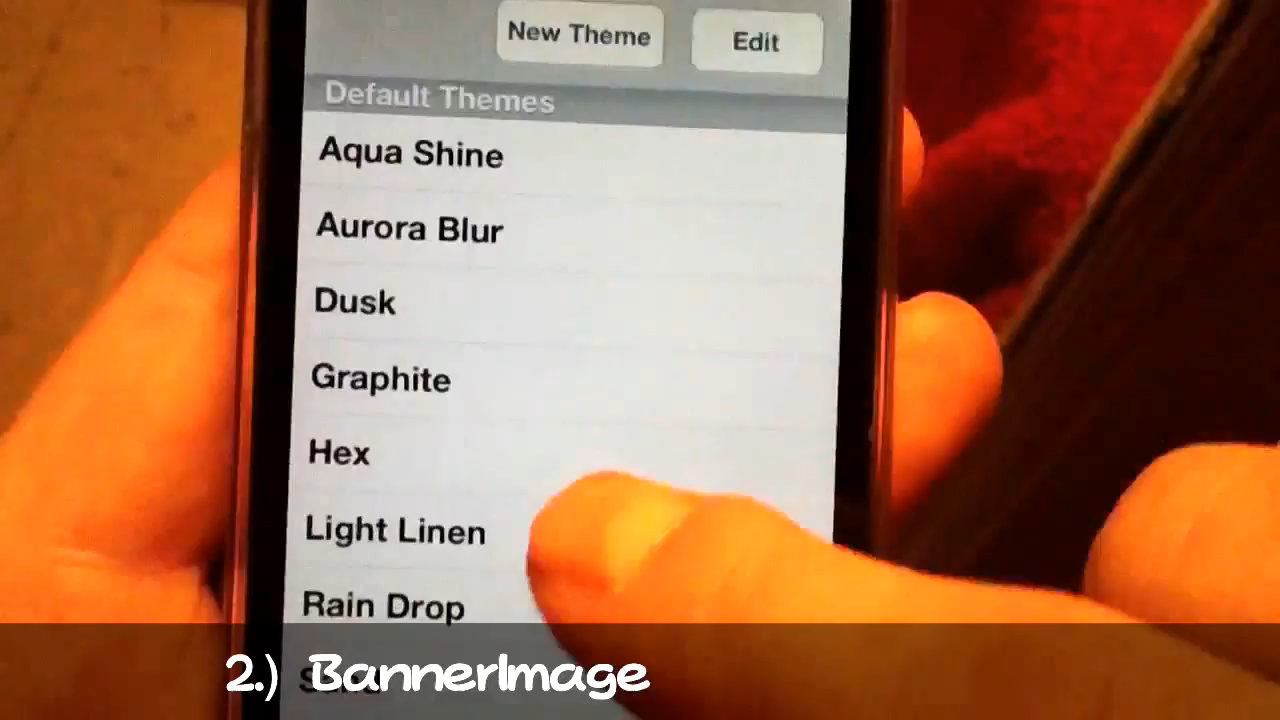 New Theme Edit
Default Themes
Aqua Shine
Aurora Blur
Dusk
Graphite
Hex
Light Linen
Rain Drop
2.) BannerImage